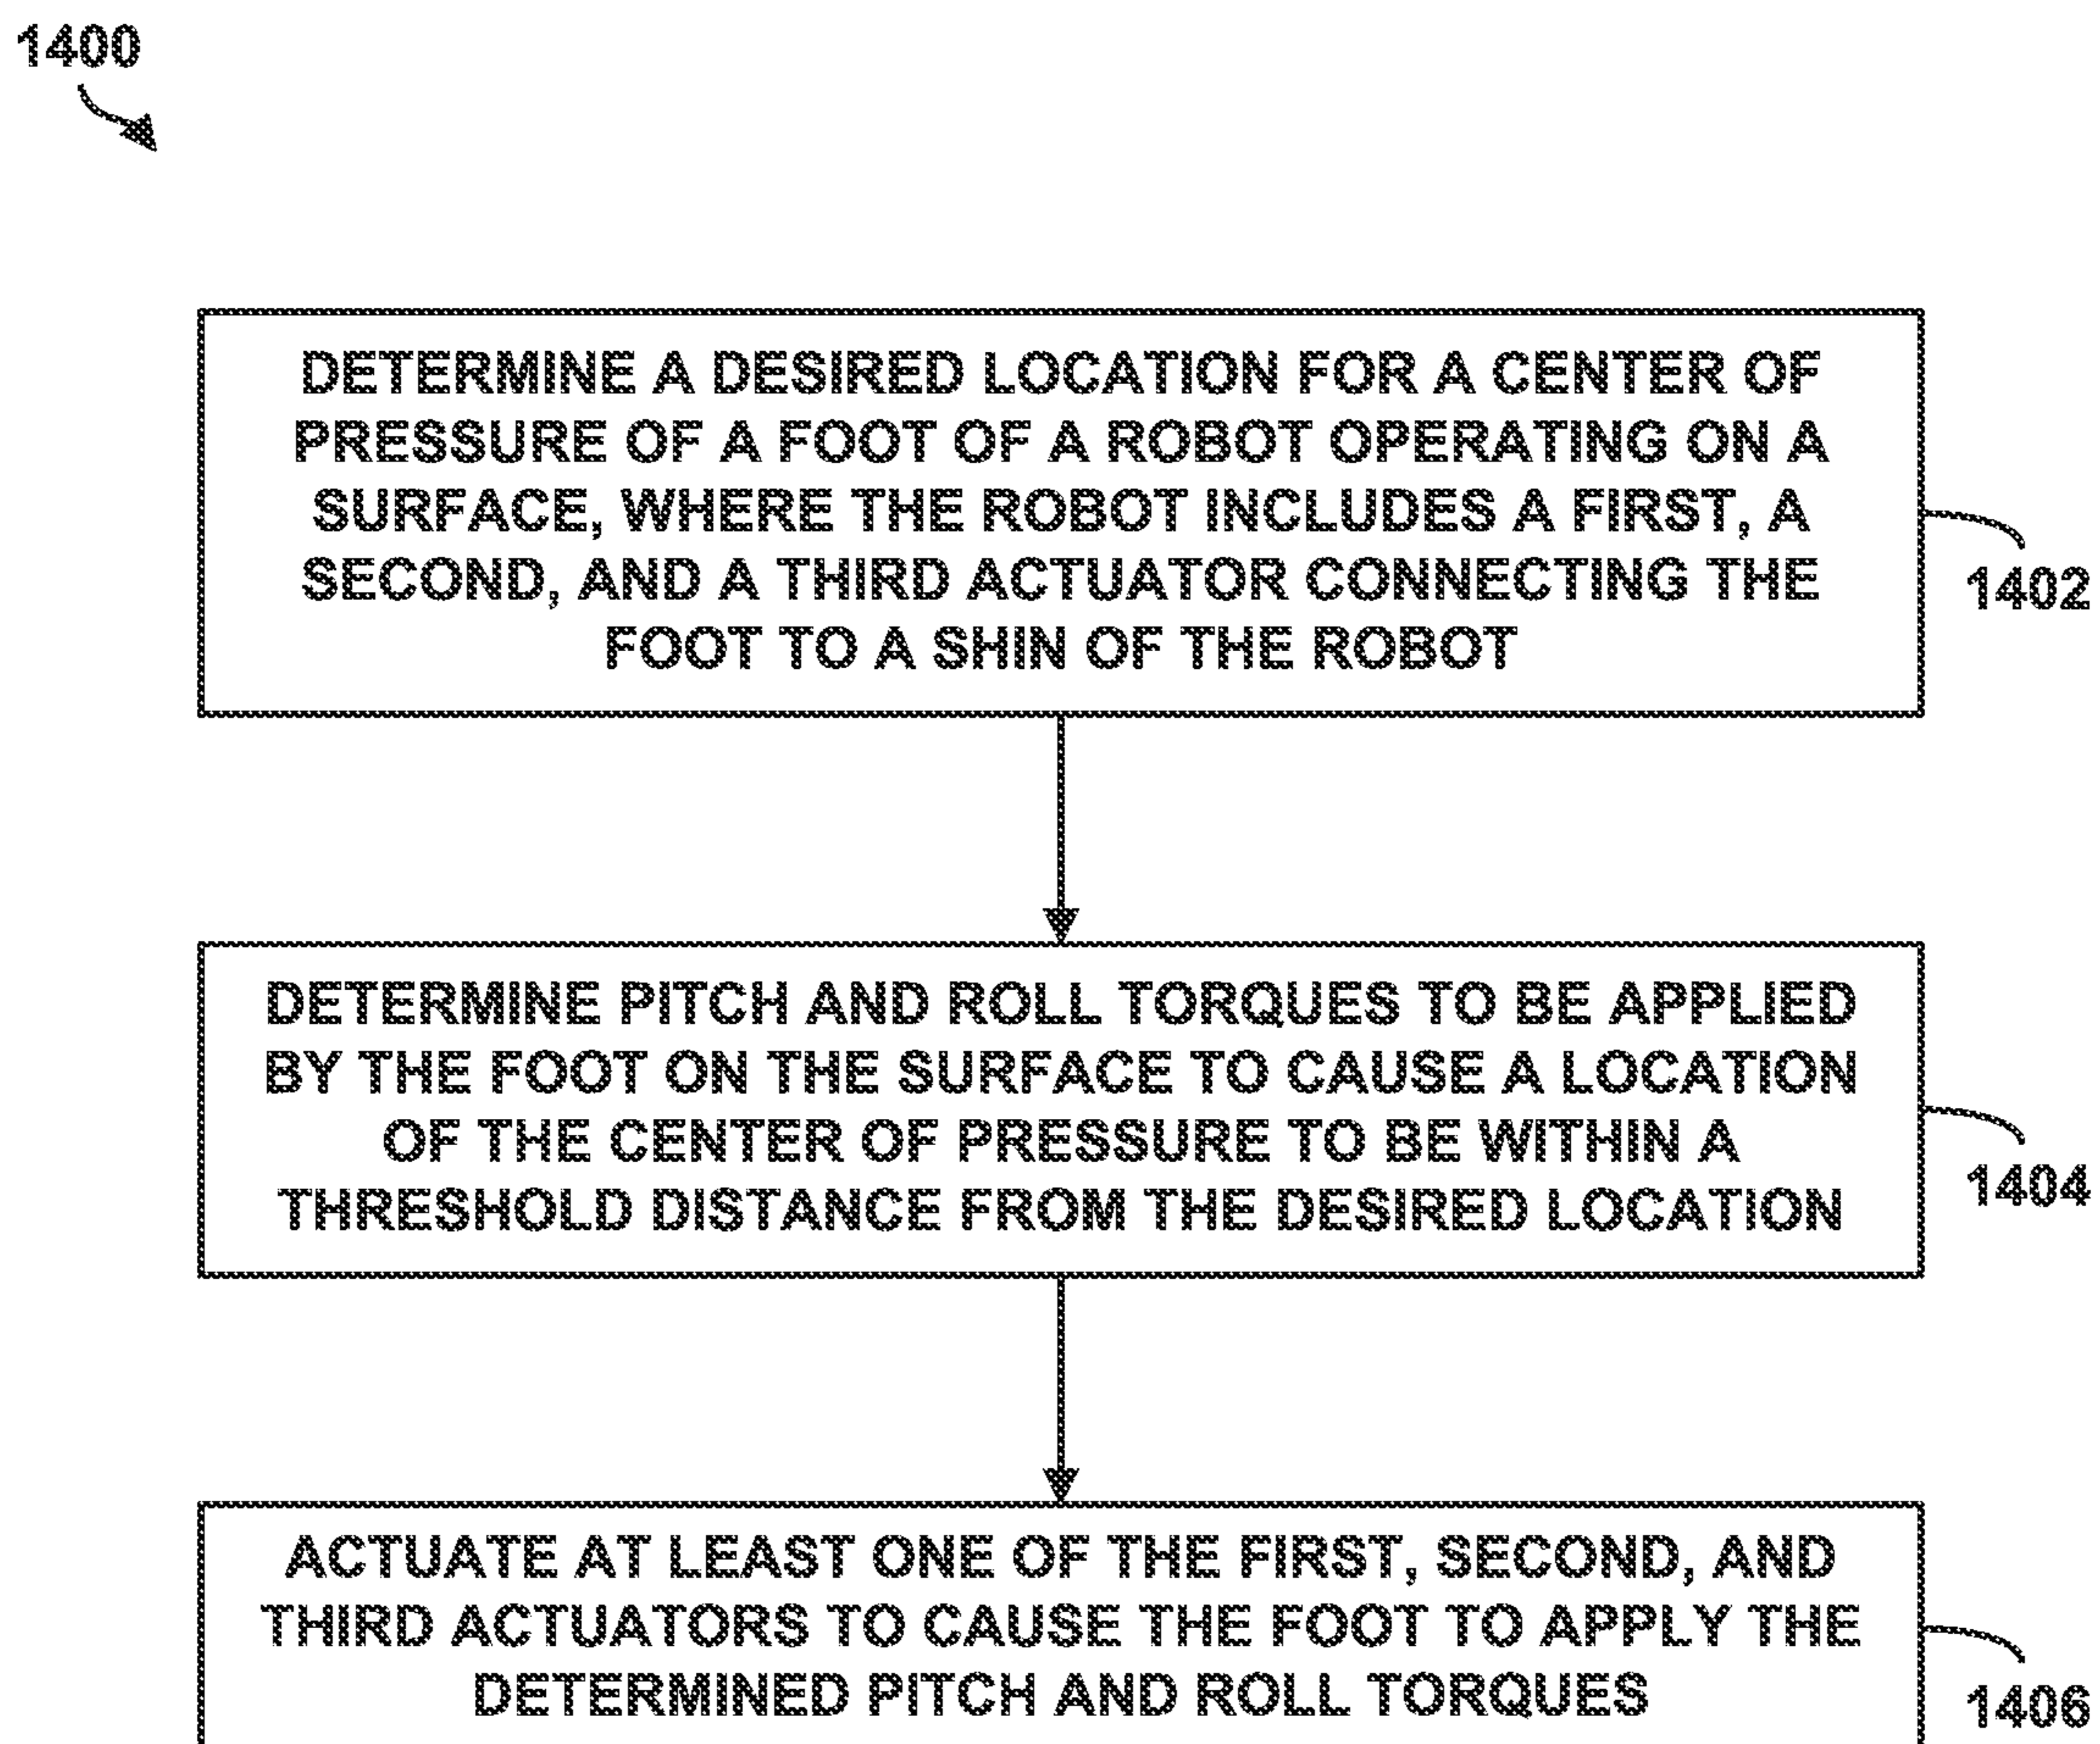 1400
DETERMINE A DESIRED LOCATION FOR A CENTER OF
PRESSURE OF A FOOT OF A ROBOT OPERATING ON A
SURFACE, WHERE THE ROBOT INCLUDES A FIRST, A
SECOND, AND A THIRD ACTUATOR CONNECTING THE
FOOT TO A SHIN OF THE ROBOT
1402
DETERMINE PITCH AND ROLL TORQUES TO BE APPLIED
BY THE FOOT ON THE SURFACE TO CAUSE A LOCATION
OF THE CENTER OF PRESSURE TO BE WITHIN A
THRESHOLD DISTANCE FROM THE DESIRED LOCATION
1404
ACTUATE AT LEAST ONE OF THE FIRST, SECOND, AND
THIRD ACTUATORS TO CAUSE THE FOOT TO APPLY THE
DETERMINED PITCH AND ROLL TORQUES
1406